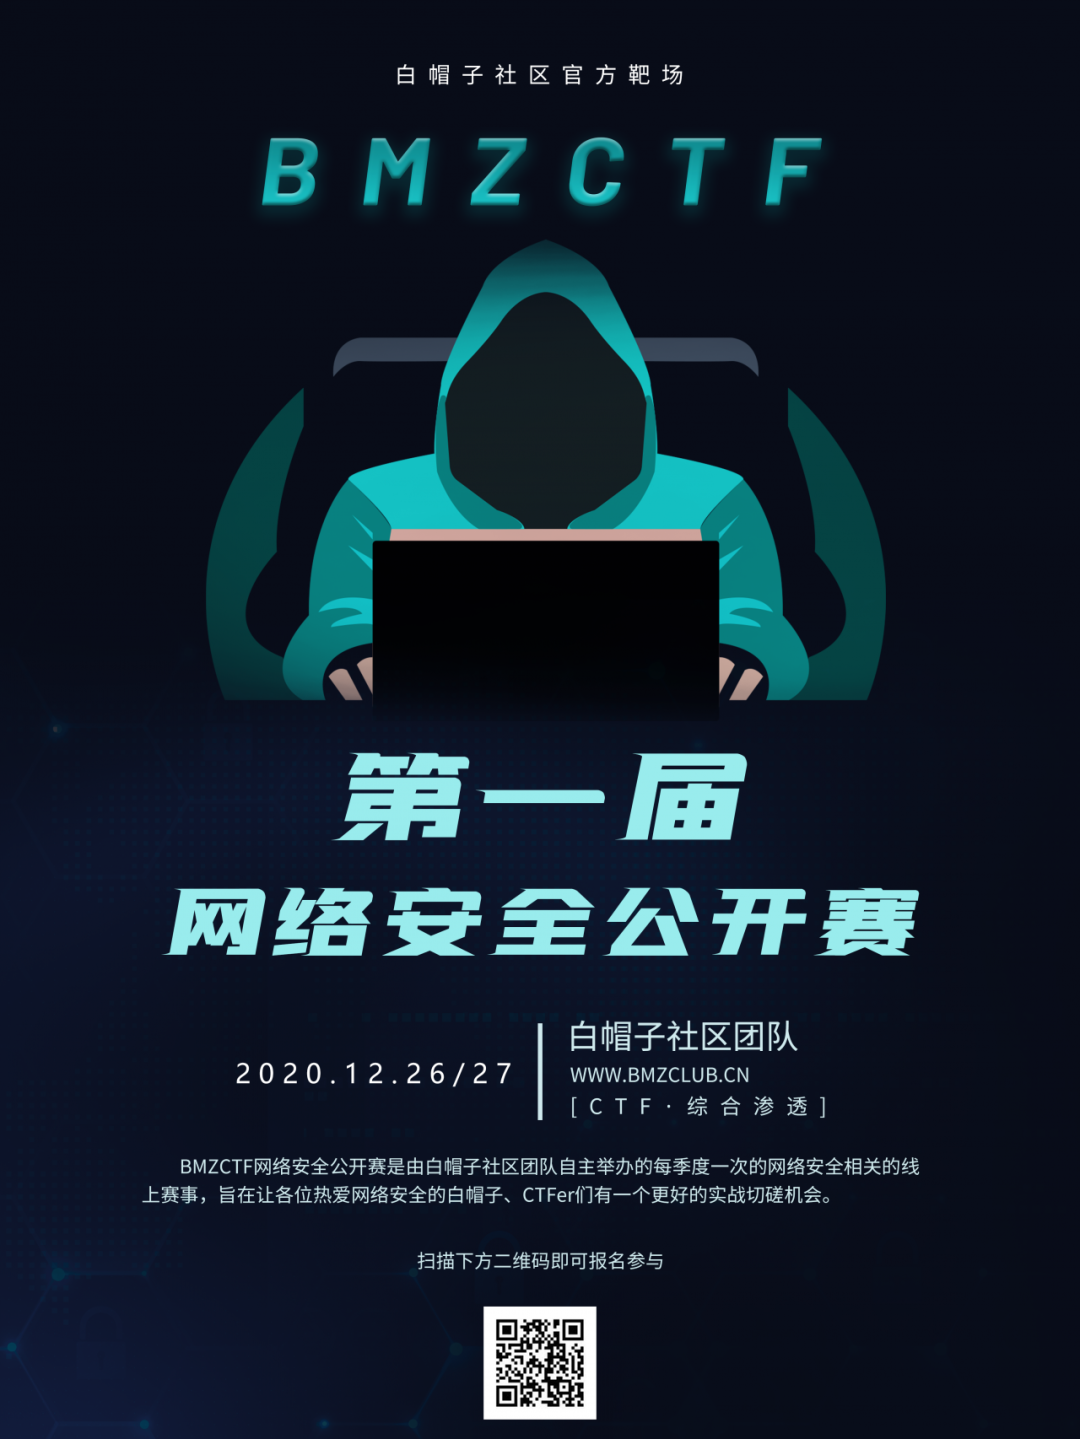 白帽子社区官方靶场
BMZCTF
第一届
网络安全公开赛
2020.12.26/27
白帽子社区团队
WWW.BMZCLUB.CN
[CTF·综合渗透]
BMZCTF网络安全公开赛是由白帽子社区团队自主举办的每季度一次的网络安全相关的线
上赛事，旨在让各位热爱网络安全的白帽子、CTFer们有一个更好的实战切磋机会。
扫描下方二维码即可报名参与